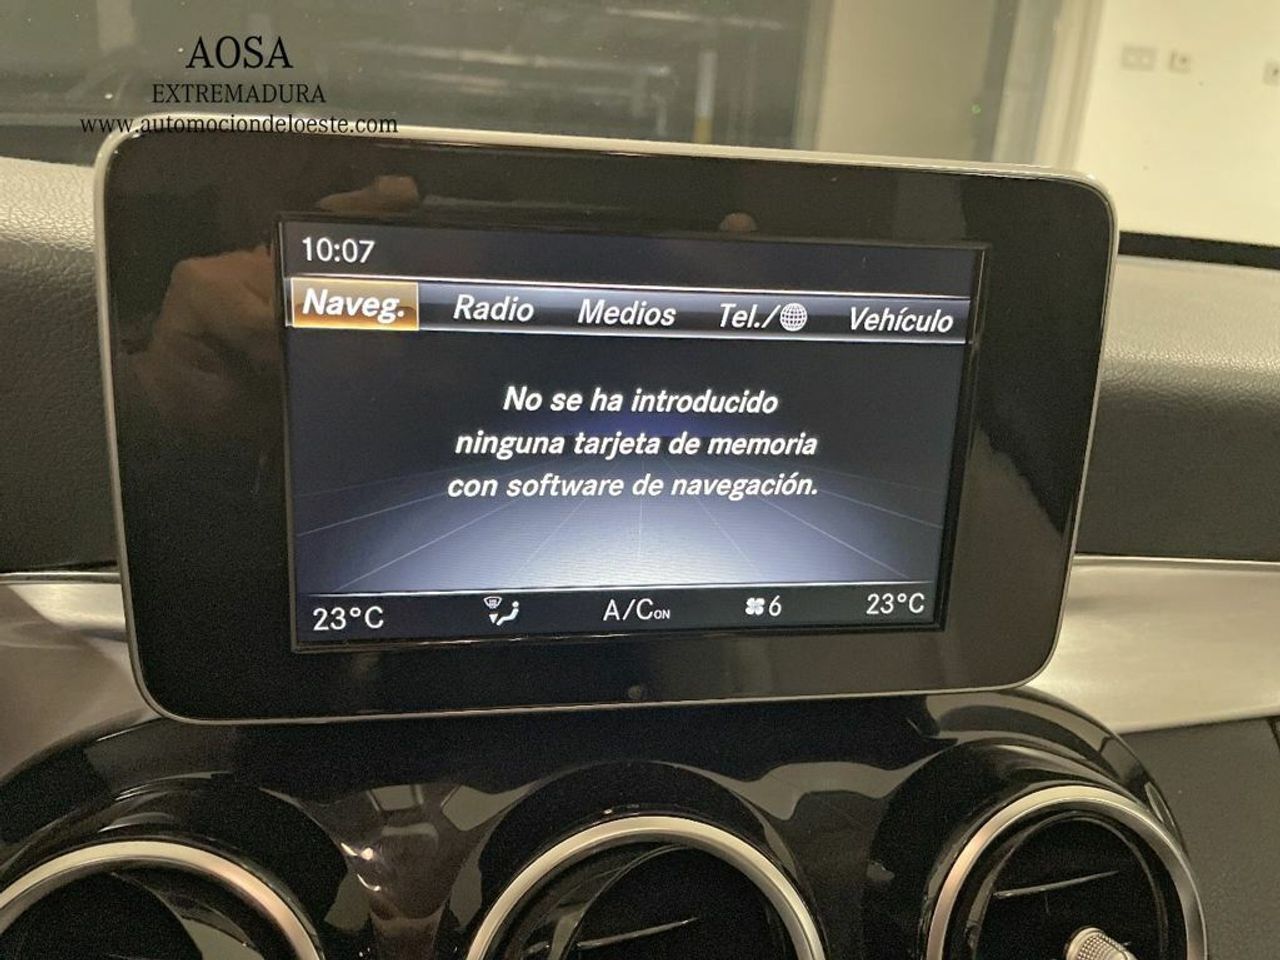 AOSA
EXTREMADURA
www.automociondeloeste.com
10:07
Naveg. Radio Medios Tel./ Vehículo
No se ha introducido
ninguna tarjeta de memoria
con software de navegación.
23°C A/C ON 6 23°C